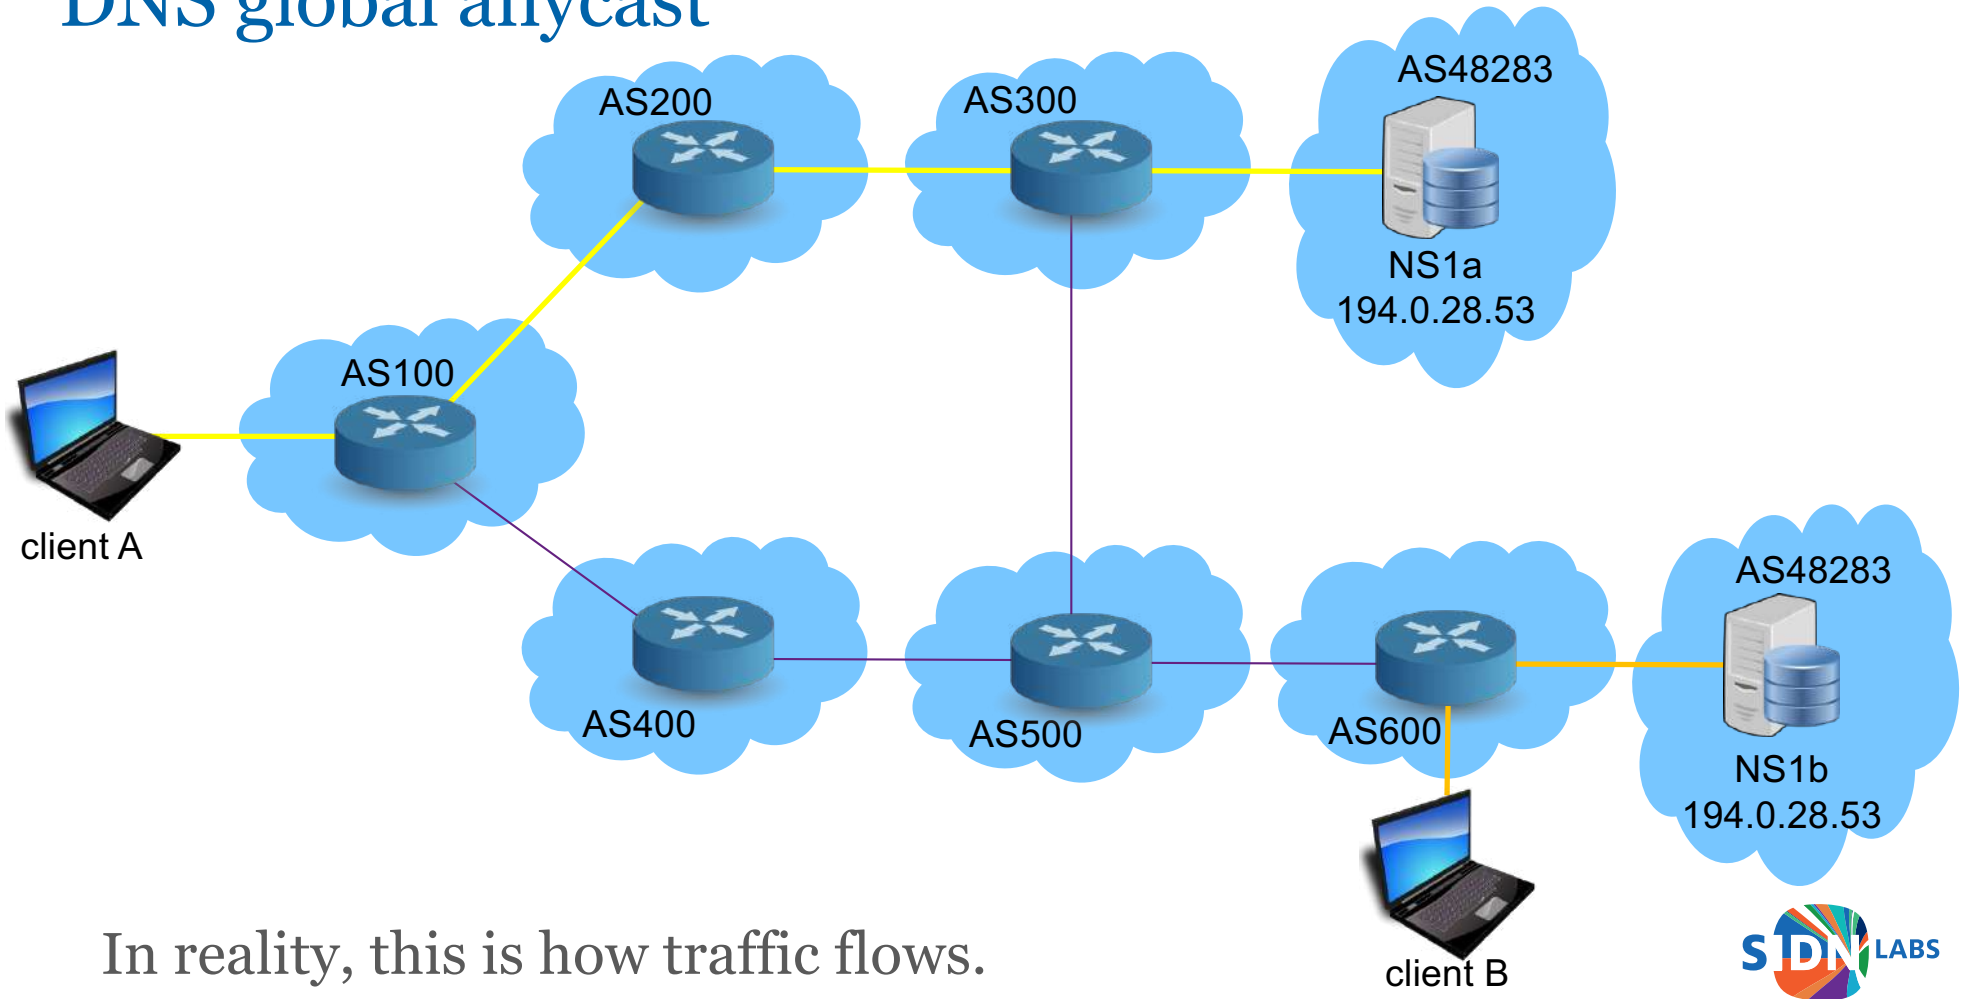 DNS global anycast
AS200
AS300
AS48283
NS1a
194.0.28.53
AS100
client A
AS400
AS500
AS600
AS48283
NS1b
194.0.28.53
client B
In reality, this is how traffic flows.
SIDN LABS